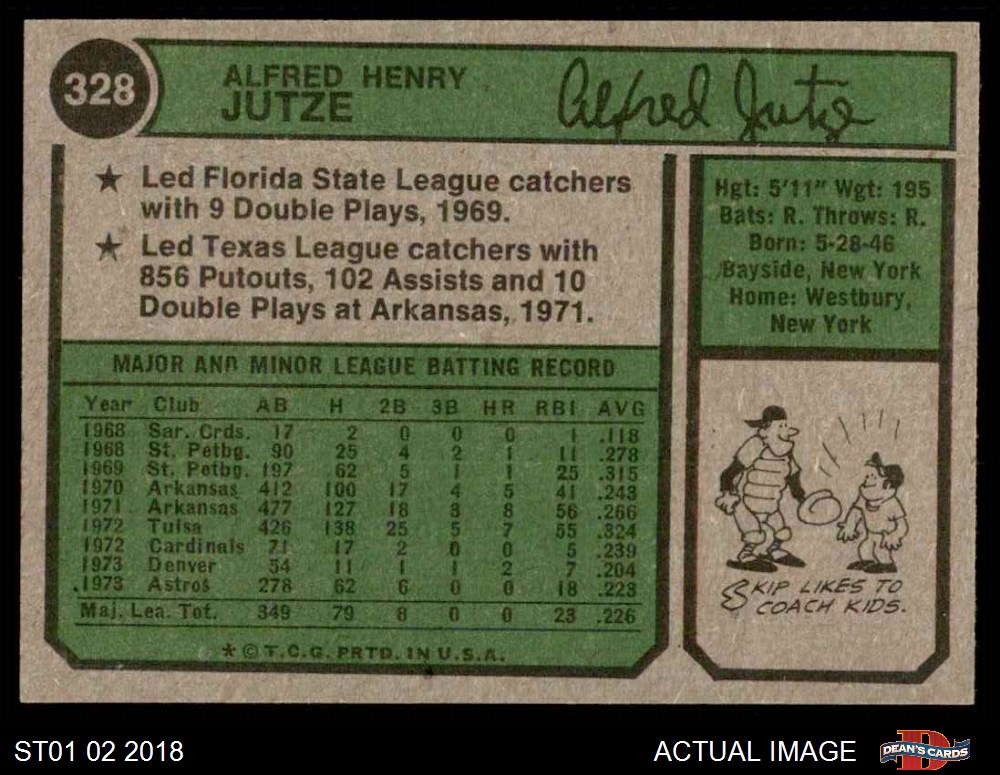 328
ALFRED HENRY
JUTZE
Alfred Jutze
★ Led Florida State League catchers
with 9 Double Plays, 1969.
★ Led Texas League catchers with
856 Putouts, 102 Assists and 10
Double Plays at Arkansas, 1971.
Hgt: 5'11" Wgt: 195
Bats: R. Throws: R.
Born: 5-28-46
Bayside, New York
Home: Westbury,
New York
MAJOR AND MINOR LEAGUE BATTING RECORD
Year Club AB H 2B 3B HR RBI AVG
1968 Sar. Crds. 17 2 0 0 0 1 .118
1968 St. Petbg. 90 25 4 2 1 11 .278
1969 St. Petbg. 197 62 5 1 1 25 .315
1970 Arkansas 412 100 17 4 5 41 .243
1971 Arkansas 477 127 18 3 8 56 .266
1972 Tulsa 426 138 25 5 7 55 .324
1972 Cardinals 71 17 2 0 0 5 .239
1973 Denver 54 11 1 1 2 7 .204
.1973 Astros 278 62 6 0 0 18 .223
Maj. Lea. Tot. 349 79 8 0 0 23 .226
* © T.C.G. PRTD. IN U.S.A.
SKIP LIKES TO
COACH KIDS.
ST01 02 2018
ACTUAL IMAGE
D
DEAN'S CARDS